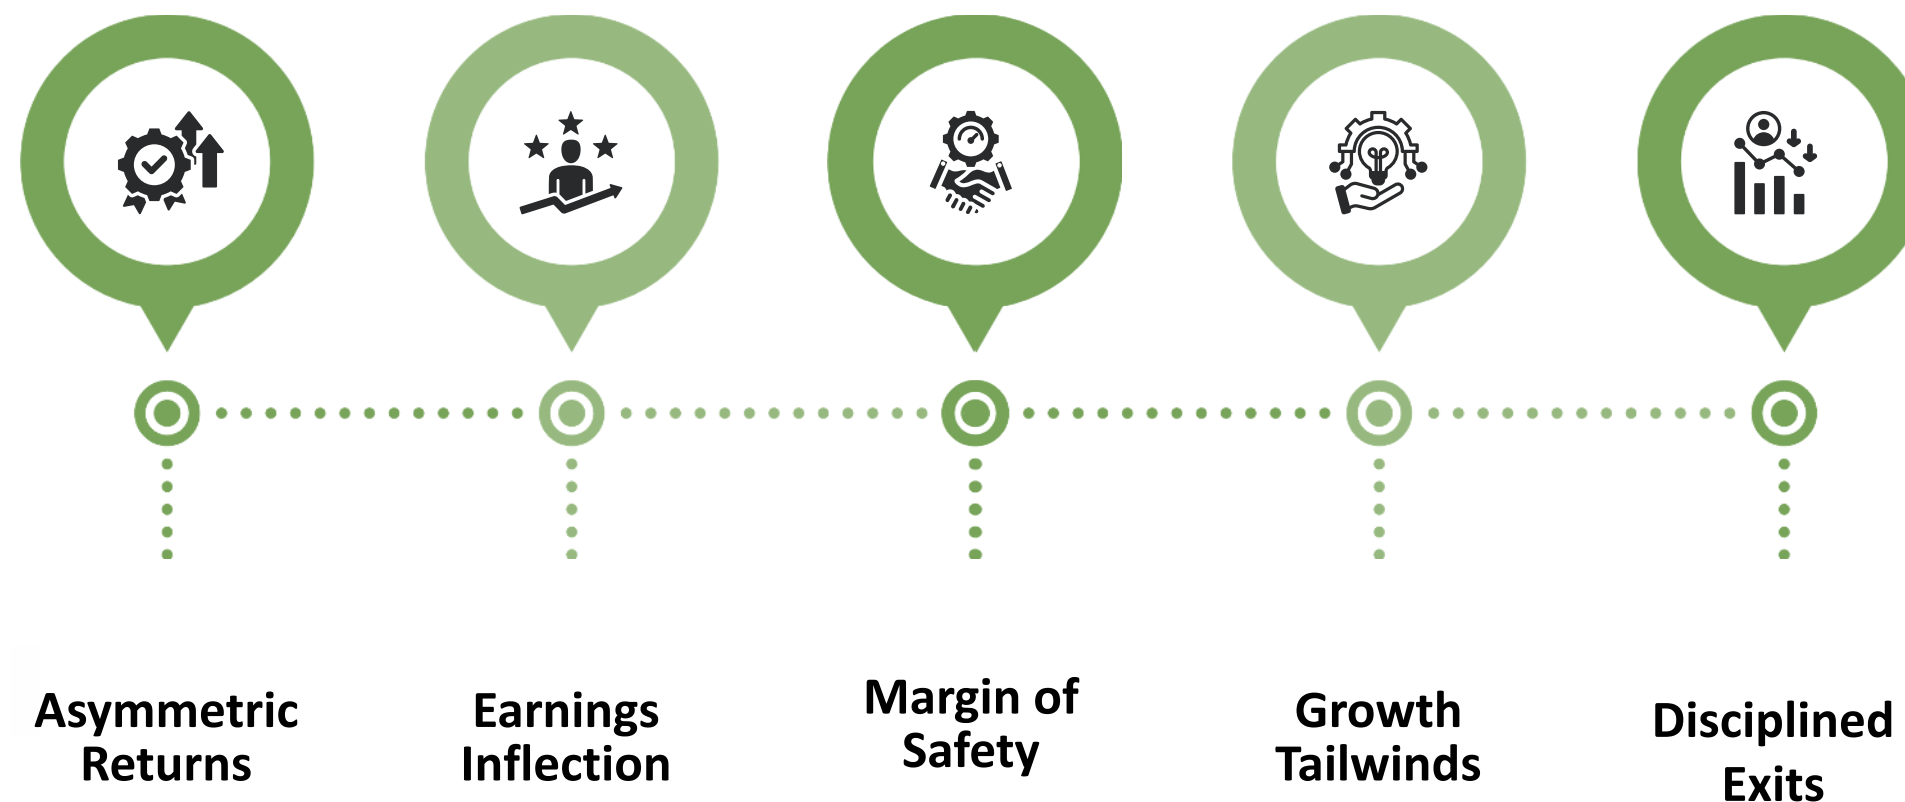 Asymmetric
Returns
Earnings
Inflection
Margin of
Safety
Growth
Tailwinds
Disciplined
Exits